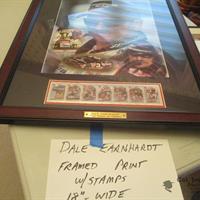 DALE EARNHARDT
FRAMED PRINT
W/STAMPS
18" WIDE